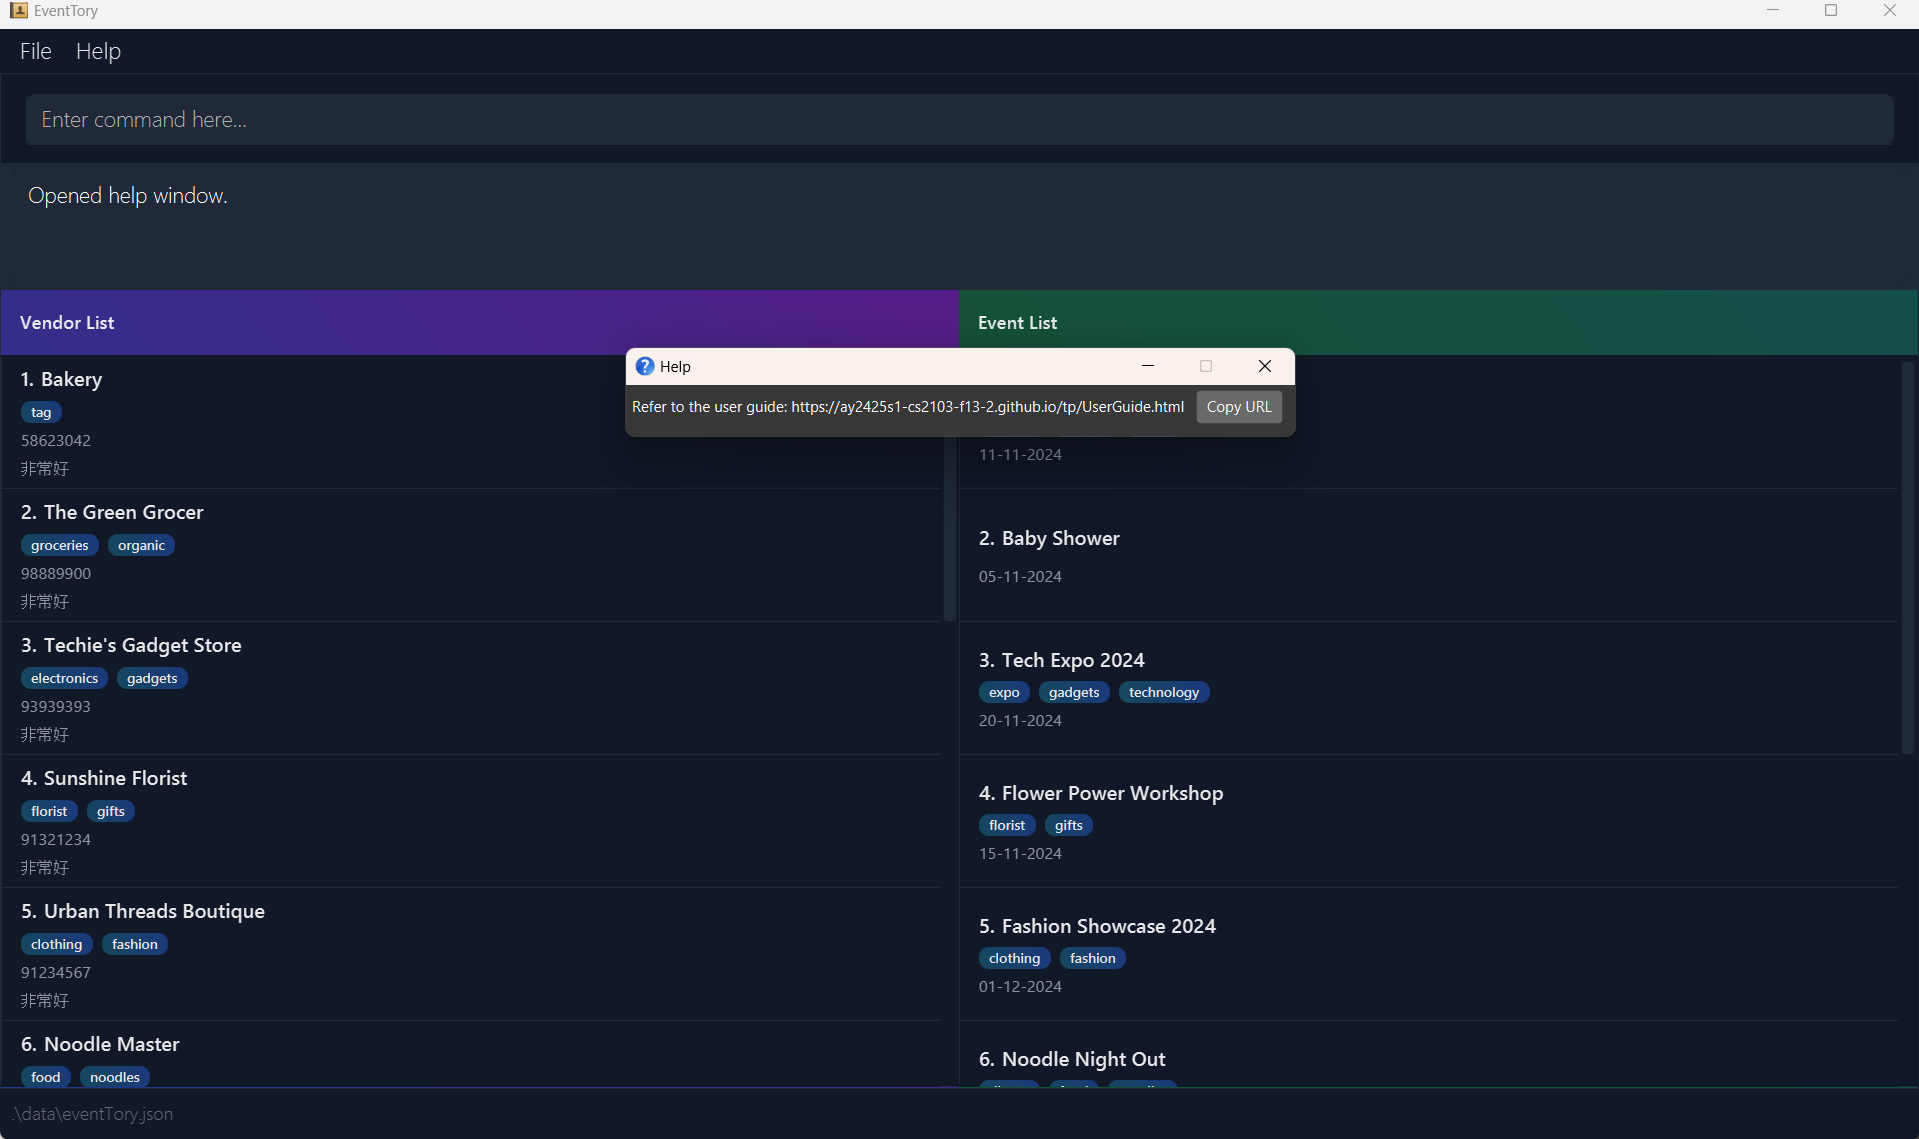 EventTory
File Help
Enter command here...
Opened help window.
Vendor List
Event List
Help
Refer to the user guide: https://ay2425s1-cs2103-f13-2.github.io/tp/UserGuide.html Copy URL
1. Bakery
tag
58623042
非常好
2. The Green Grocer
groceries organic
98889900
非常好
3. Techie's Gadget Store
electronics gadgets
93939393
非常好
4. Sunshine Florist
florist gifts
91321234
非常好
5. Urban Threads Boutique
clothing fashion
91234567
非常好
6. Noodle Master
food noodles
11-11-2024
2. Baby Shower
05-11-2024
3. Tech Expo 2024
expo gadgets technology
20-11-2024
4. Flower Power Workshop
florist gifts
15-11-2024
5. Fashion Showcase 2024
clothing fashion
01-12-2024
6. Noodle Night Out
.\data\eventTory.json